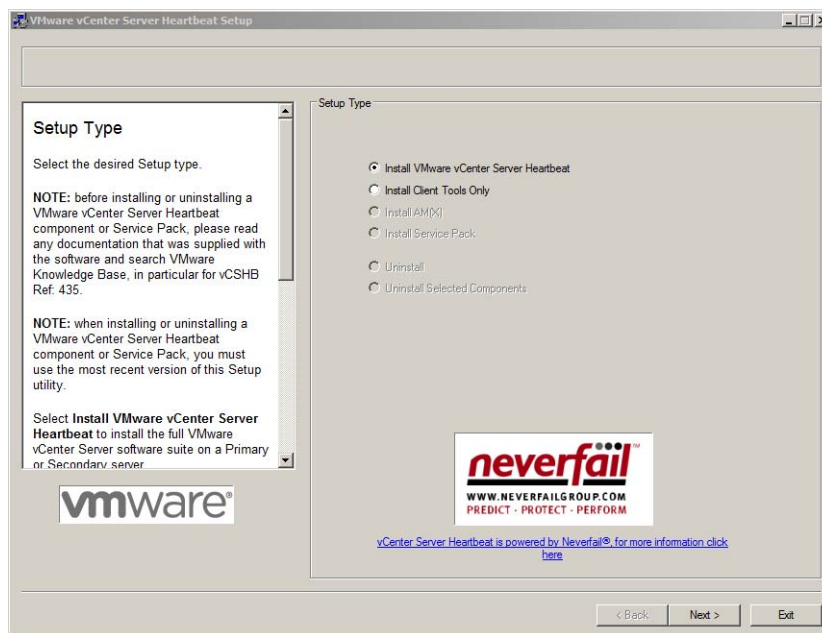 VMware vCenter Server Heartbeat Setup
Setup Type
Select the desired Setup type.
NOTE: before installing or uninstalling a
VMware vCenter Server Heartbeat
component or Service Pack, please read
any documentation that was supplied with
the software and search VMware
Knowledge Base, in particular for vCSHB
Ref: 435.
NOTE: when installing or uninstalling a
VMware vCenter Server Heartbeat
component or Service Pack, you must
use the most recent version of this Setup
utility.
Select Install VMware vCenter Server
Heartbeat to install the full VMware
vCenter Server software suite on a Primary
or Secondary server
vmware®
Setup Type
Install VMware vCenter Server Heartbeat
Install Client Tools Only
Install AM(X)
Install Service Pack
Uninstall
Uninstall Selected Components
neverfail™
WWW.NEVERFAILGROUP.COM
PREDICT - PROTECT - PERFORM
vCenter Server Heartbeat is powered by Neverfail®, for more information click
here
< Back
Next >
Exit